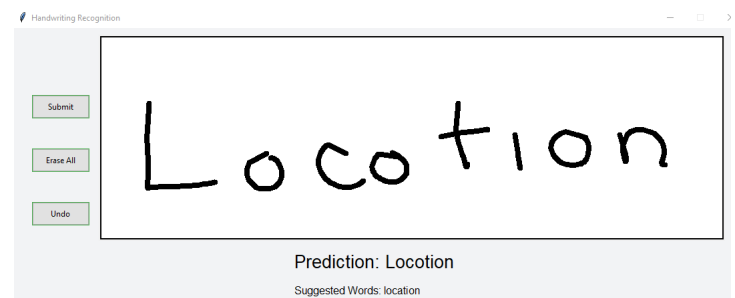 Handwriting Recognition
Submit
Erase All
Undo
Locotion
Prediction: Locotion
Suggested Words: location